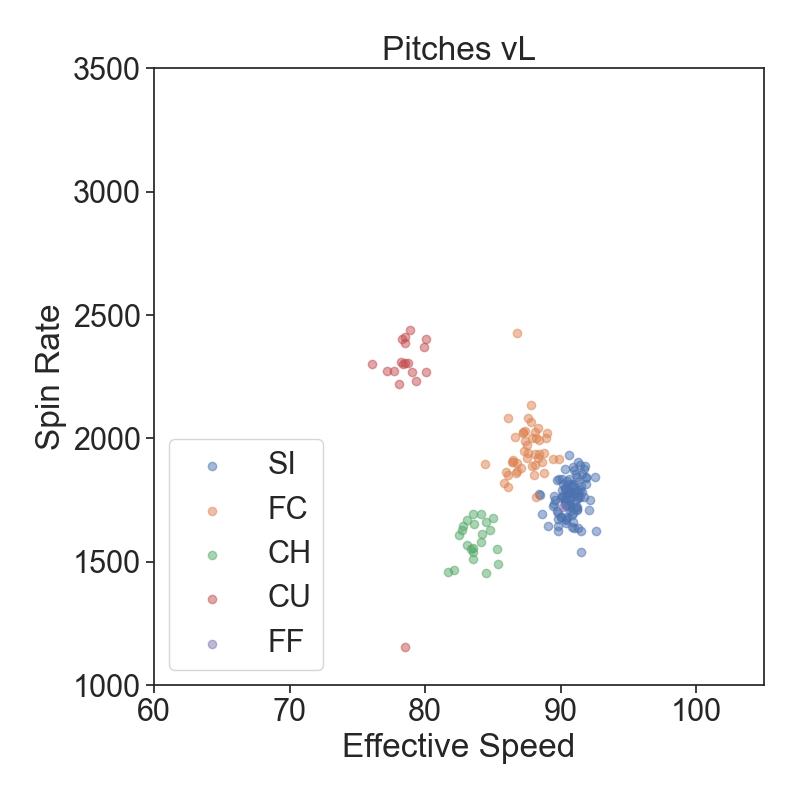 Pitches vL
3500
3000
2500
2000
1500
1000
Spin Rate
SI
FC
CH
CU
FF
60 70 80 90 100
Effective Speed